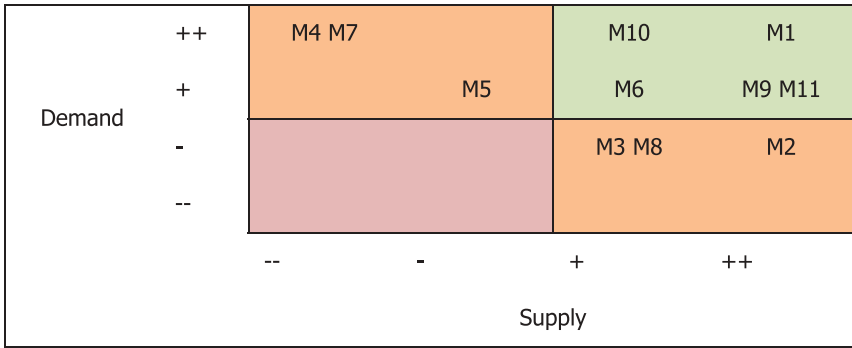 ++ M4 M7 M10 M1
+ M5 M6 M9 M11
Demand
- M3 M8 M2
--
-- - + ++
Supply